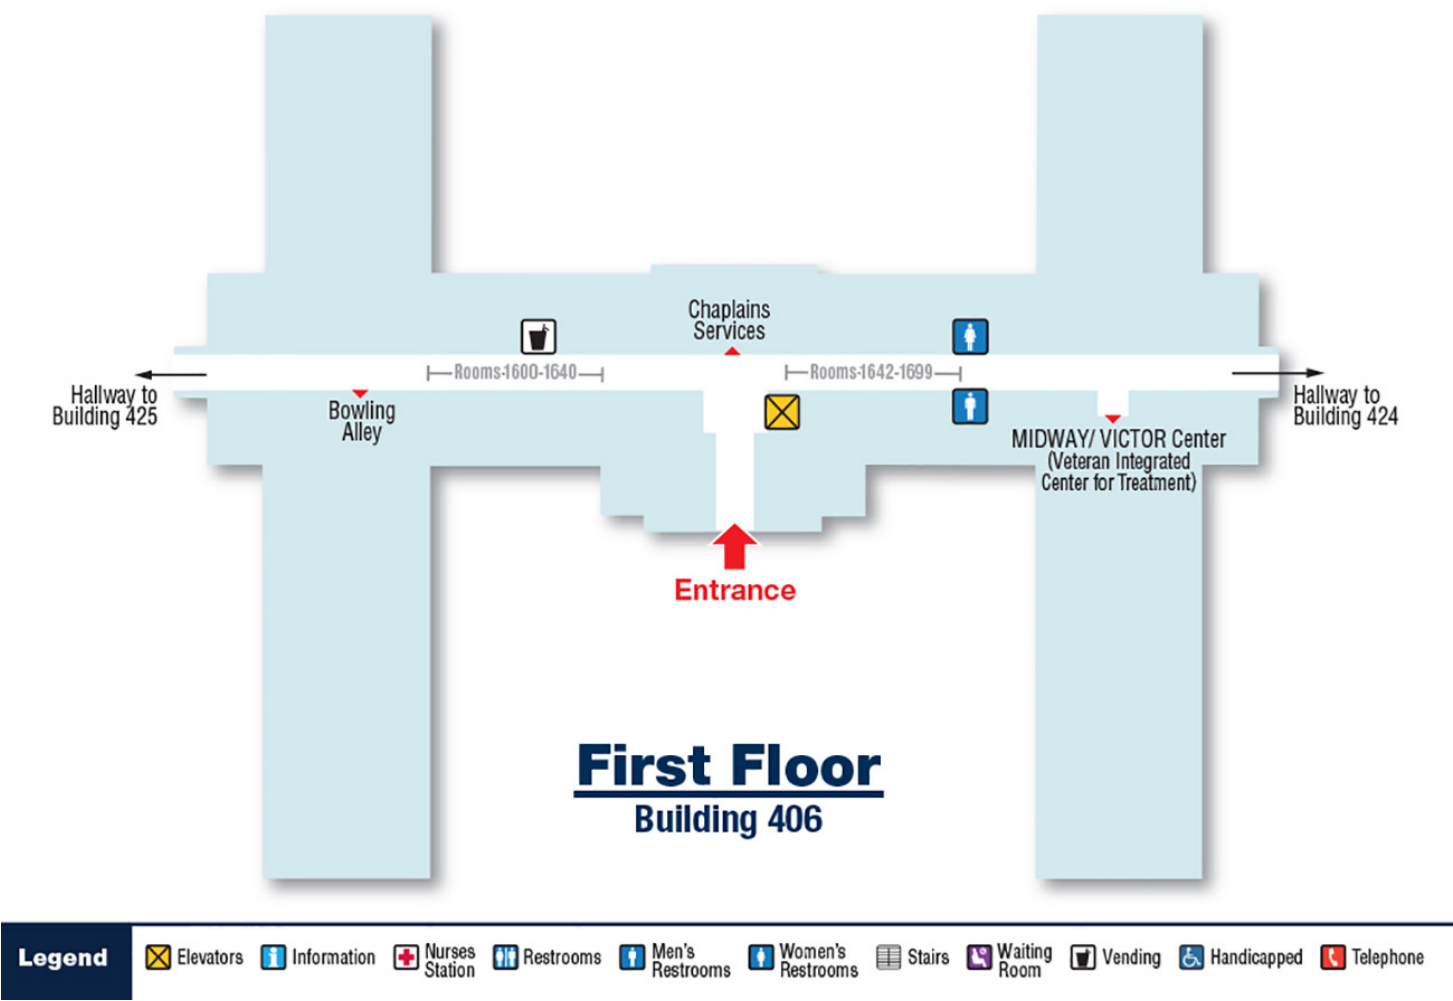 Chaplains
Services
Rooms-1600-1640
Rooms-1642-1699
Hallway to
Building 425
Bowling
Alley
Hallway to
Building 424
MIDWAY/ VICTOR Center
(Veteran Integrated
Center for Treatment)
Entrance
First Floor
Building 406
Legend
Elevators
Information
Nurses
Station
Restrooms
Men's
Restrooms
Women's
Restrooms
Stairs
Waiting
Room
Vending
Handicapped
Telephone